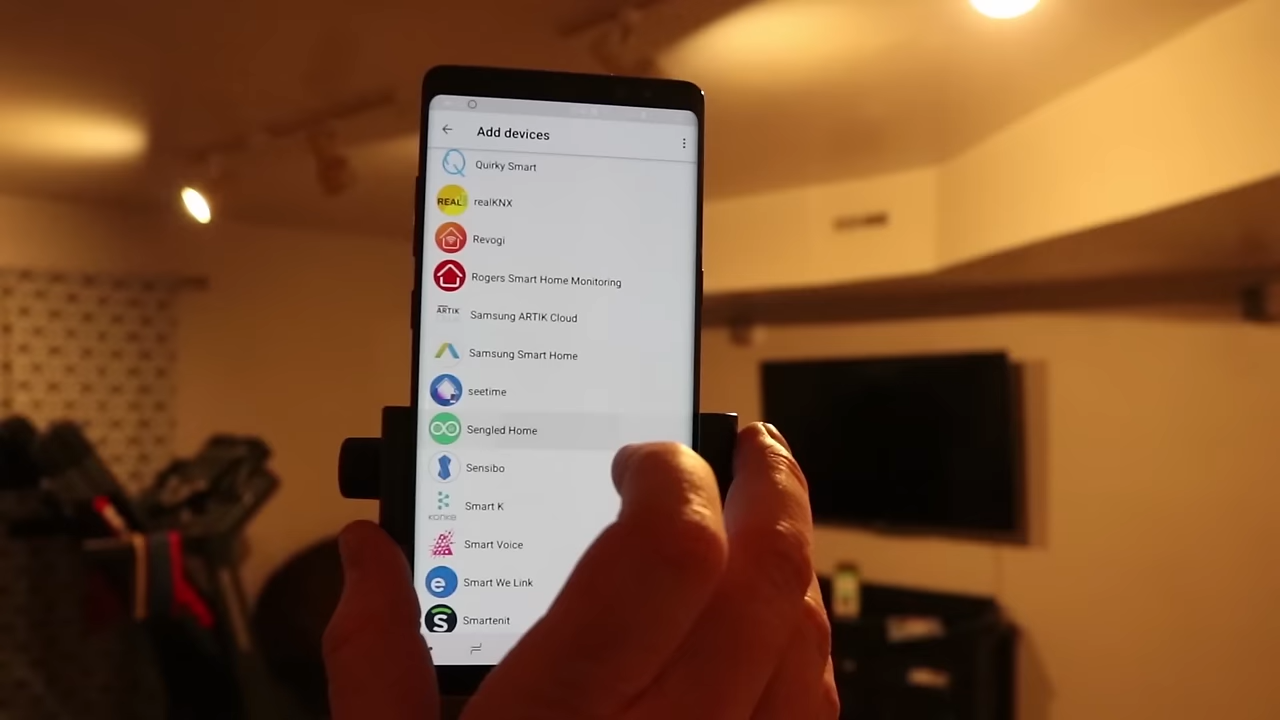 Add devices
Quirky Smart
REAL realKNX
Revogi
Rogers Smart Home Monitoring
ARTIK Samsung ARTIK Cloud
Samsung Smart Home
seetime
Sengled Home
Sensibo
Smart K
KONKE
Smart Voice
e Smart We Link
S Smartenit